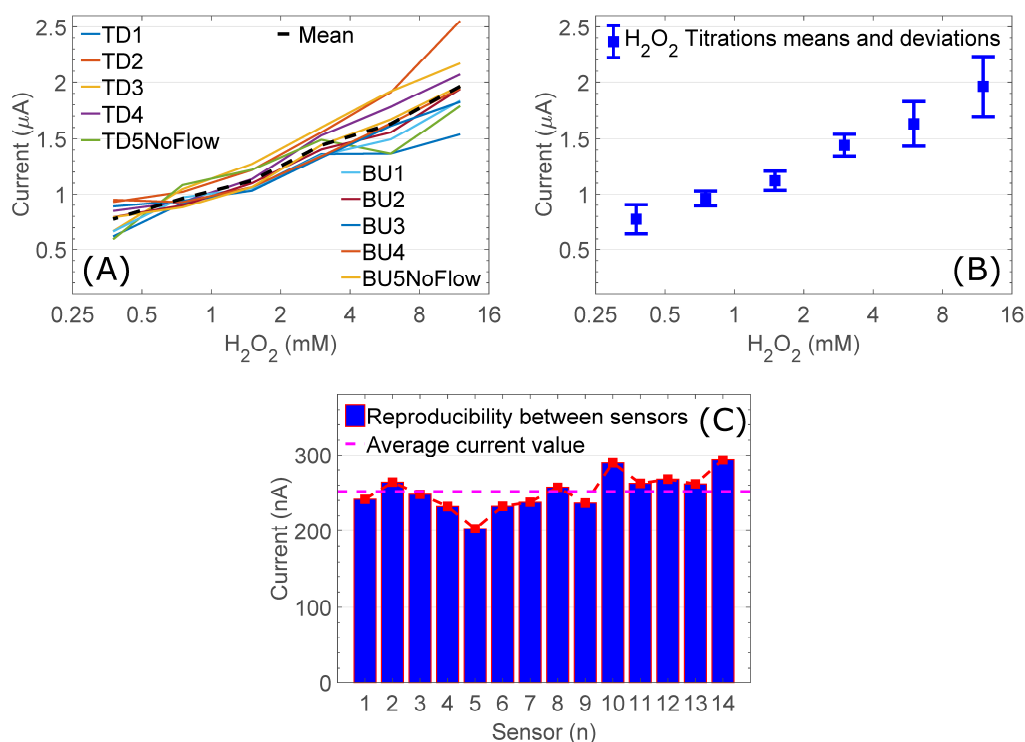 2.5
2
1.5
1
0.5
Current (μA)
TD1
TD2
TD3
TD4
TD5NoFlow
Mean
BU1
BU2
BU3
BU4
BU5NoFlow
(A)
0.25 0.5 1 2 4 8 16
H₂O₂ (mM)
2.5
2
1.5
1
0.5
Current (μA)
H₂O₂ Titrations means and deviations
(B)
0.25 0.5 1 2 4 8 16
H₂O₂ (mM)
300
200
100
0
Current (nA)
Reproducibility between sensors
Average current value
(C)
1 2 3 4 5 6 7 8 9 10 11 12 13 14
Sensor (n)